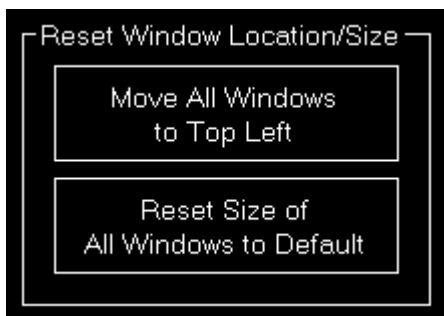 Reset Window Location/Size
Move All Windows
to Top Left
Reset Size of
All Windows to Default